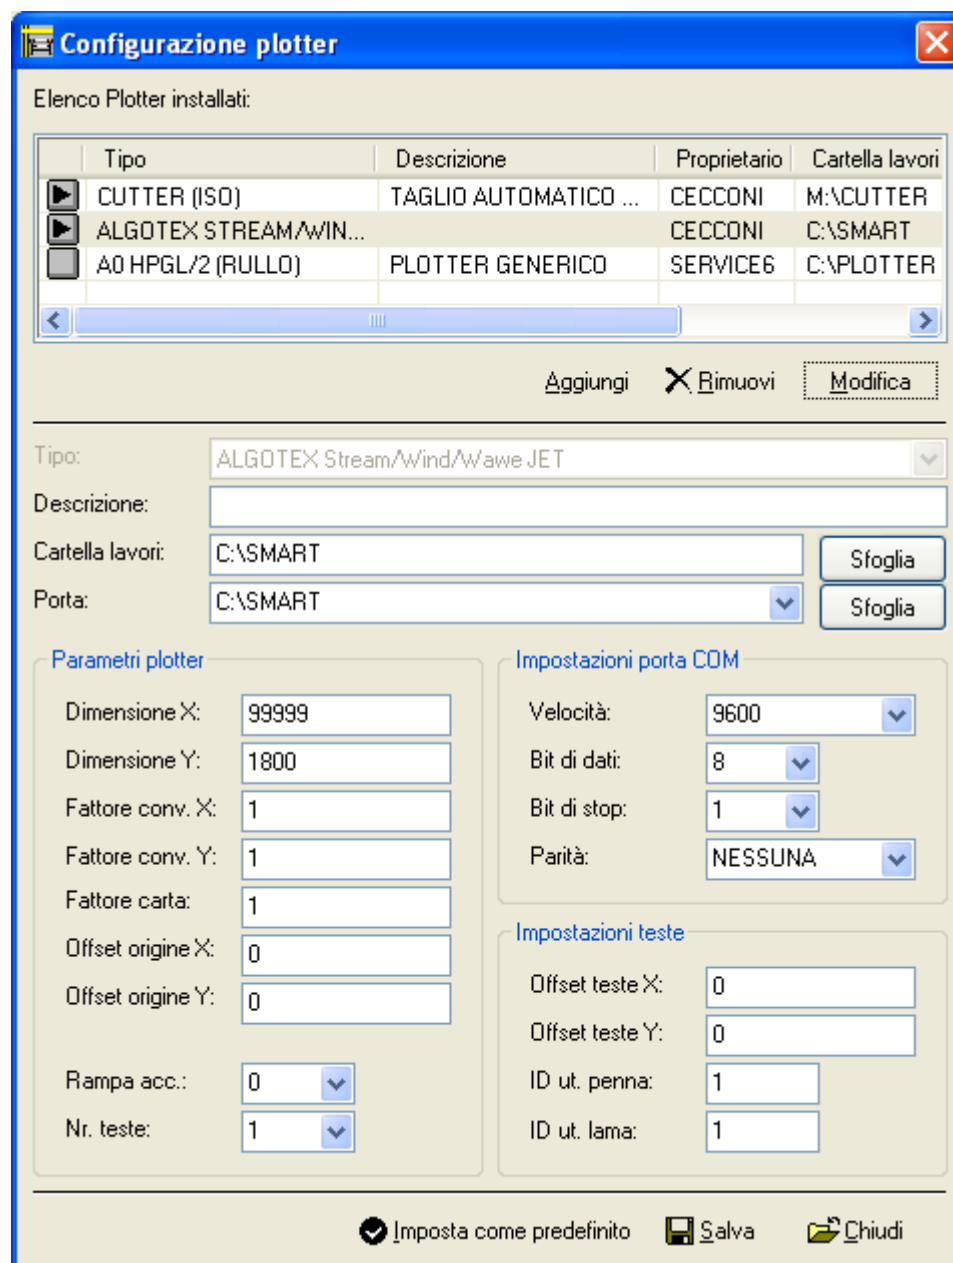 Configurazione plotter
Elenco Plotter installati:
Tipo Descrizione Proprietario Cartella lavori
CUTTER (ISO) TAGLIO AUTOMATICO ... CECCONI M:\CUTTER
ALGOTEX STREAM/WIN... CECCONI C:\SMART
A0 HPGL/2 (RULLO) PLOTTER GENERICO SERVICE6 C:\PLOTTER
Aggiungi Rimuovi Modifica
Tipo: ALGOTEX Stream/Wind/Wawe JET
Descrizione:
Cartella lavori: C:\SMART Sfoglia
Porta: C:\SMART Sfoglia
Parametri plotter
Dimensione X: 99999
Dimensione Y: 1800
Fattore conv. X: 1
Fattore conv. Y: 1
Fattore carta: 1
Offset origine X: 0
Offset origine Y: 0
Rampa acc.: 0
Nr. teste: 1
Impostazioni porta COM
Velocità: 9600
Bit di dati: 8
Bit di stop: 1
Parità: NESSUNA
Impostazioni teste
Offset teste X: 0
Offset teste Y: 0
ID ut. penna: 1
ID ut. lama: 1
Imposta come predefinito Salva Chiudi